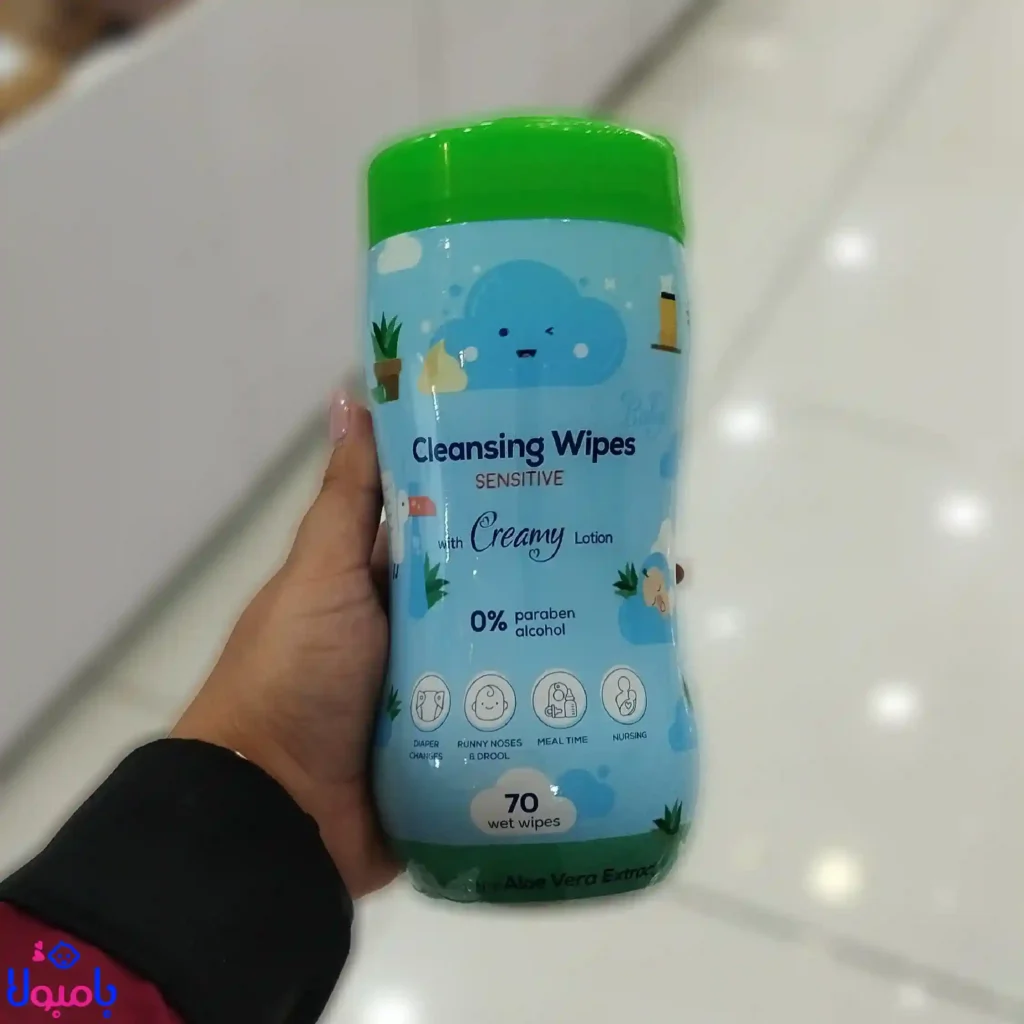 Baby
Cleansing Wipes
SENSITIVE
with Creamy Lotion
0% paraben
alcohol
DIAPER
CHANGES
RUNNY NOSES
& DROOL
MEAL TIME
NURSING
70
wet wipes
Aloe Vera Extract
بامبولا